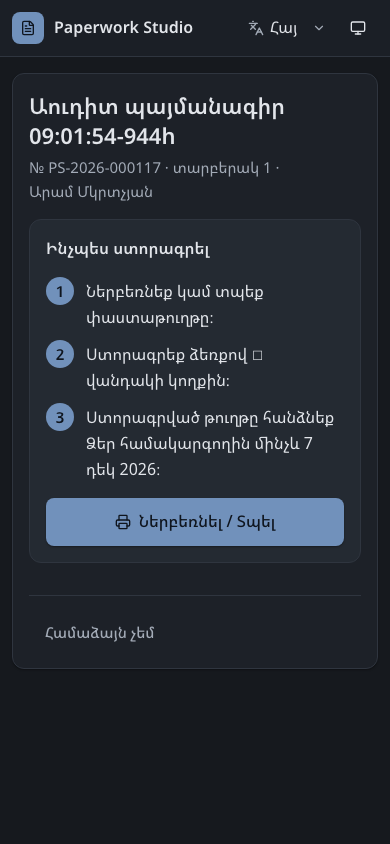 Paperwork Studio
Հայ
Աուդիտ պայմանագիր
09:01:54-944h
№ PS-2026-000117 · տարբերակ 1 ·
Արամ Մկրտչյան
Ինչպես ստորագրել
1 Ներբեռնեք կամ տպեք
փաստաթուղթը։
2 Ստորագրեք ձեռքով □
վանդակի կողքին։
3 Ստորագրված թուղթը հանձնեք
Ձեր համակարգողին մինչև 7
դեկ 2026։
Ներբեռնել / Տպել
Համաձայն չեմ